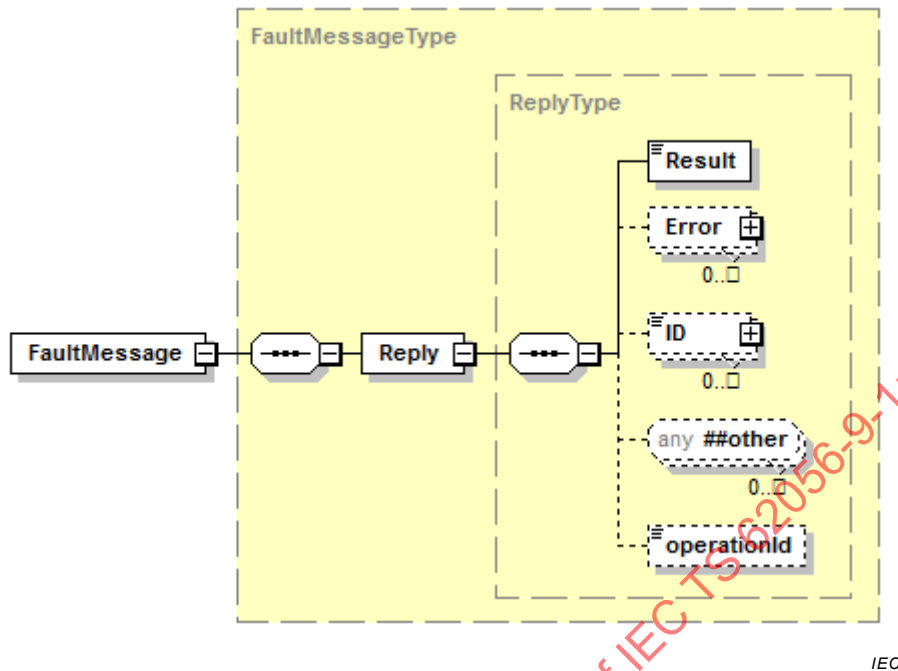 FaultMessageType
ReplyType
Result
Error
0..□
ID
0..□
FaultMessage
Reply
any ##other
0..□
operationId
IEC
f IEC TS 62056-9-1